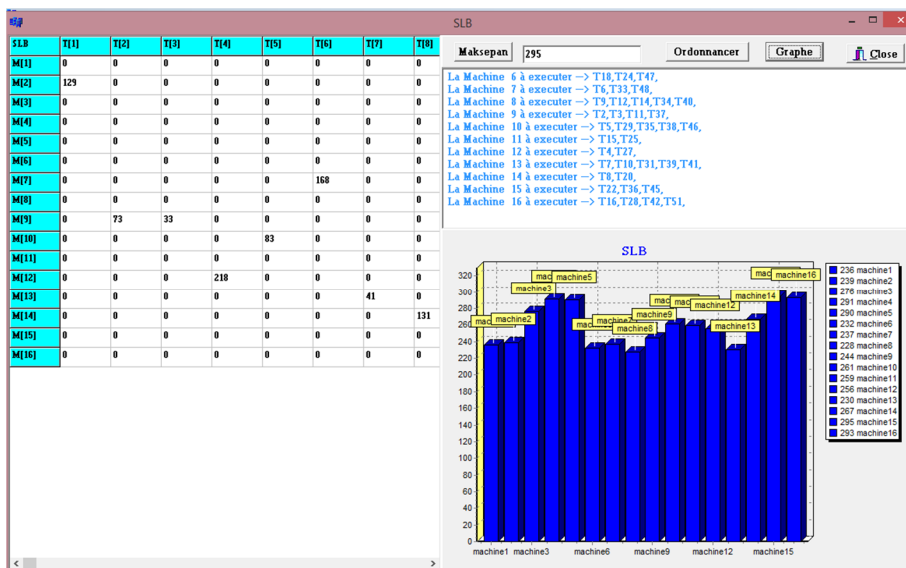 SLB
SLB T[1] T[2] T[3] T[4] T[5] T[6] T[7] T[8]
M[1] 0 0 0 0 0 0 0 0
M[2] 129 0 0 0 0 0 0 0
M[3] 0 0 0 0 0 0 0 0
M[4] 0 0 0 0 0 0 0 0
M[5] 0 0 0 0 0 0 0 0
M[6] 0 0 0 0 0 0 0 0
M[7] 0 0 0 0 0 168 0 0
M[8] 0 0 0 0 0 0 0 0
M[9] 0 73 33 0 0 0 0 0
M[10] 0 0 0 0 83 0 0 0
M[11] 0 0 0 0 0 0 0 0
M[12] 0 0 0 218 0 0 0 0
M[13] 0 0 0 0 0 0 41 0
M[14] 0 0 0 0 0 0 0 131
M[15] 0 0 0 0 0 0 0 0
M[16] 0 0 0 0 0 0 0 0
Maksepan 295 Ordonnancer Graphe Close
La Machine 6 à executer --> T18,T24,T47,
La Machine 7 à executer --> T6,T33,T48,
La Machine 8 à executer --> T9,T12,T14,T34,T40,
La Machine 9 à executer --> T2,T3,T11,T37,
La Machine 10 à executer --> T5,T29,T35,T38,T46,
La Machine 11 à executer --> T15,T25,
La Machine 12 à executer --> T4,T27,
La Machine 13 à executer --> T7,T10,T31,T39,T41,
La Machine 14 à executer --> T8,T20,
La Machine 15 à executer --> T22,T36,T45,
La Machine 16 à executer --> T16,T28,T42,T51,
SLB
320
300
280
260
240
220
200
180
160
140
120
100
80
60
40
20
0
machine2
machine3
machine5
machine8
machine9
machine12
machine13
machine14
machine16
machine1 machine3 machine6 machine9 machine12 machine15
236 machine1
239 machine2
276 machine3
291 machine4
290 machine5
232 machine6
237 machine7
228 machine8
244 machine9
261 machine10
259 machine11
256 machine12
230 machine13
267 machine14
295 machine15
293 machine16